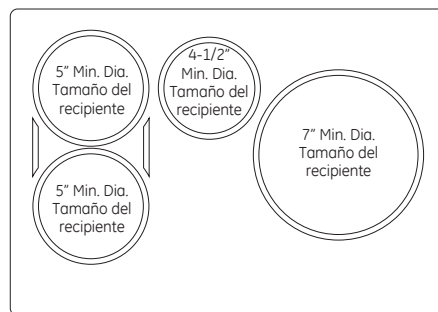 5” Min. Dia.
Tamaño del
recipiente
4-1/2”
Min. Dia.
Tamaño del
recipiente
7” Min. Dia.
Tamaño del
recipiente
5” Min. Dia.
Tamaño del
recipiente